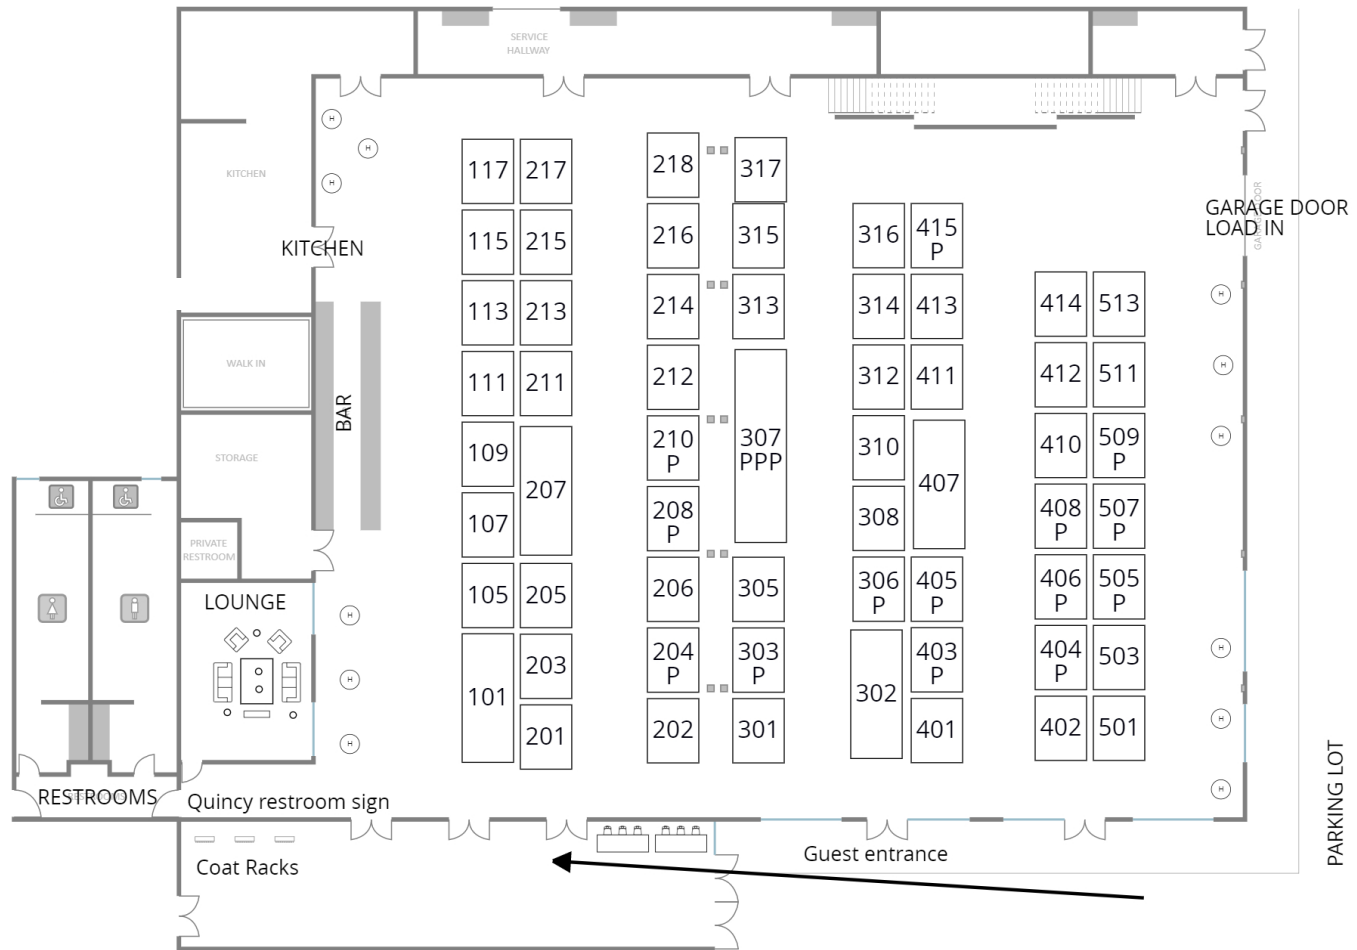 SERVICE
HALLWAY
117 217 218 317
KITCHEN
GARAGE DOOR
GARAGE DOOR
LOAD IN
115 215 216 315 316 415
P
KITCHEN
113 213 214 313 314 413 414 513
WALK IN
111 211 212 312 411 412 511
BAR
109 210
P
307
PPP
310 410 509
P
STORAGE
207 407
107 208
P
308 408
P
507
P
PRIVATE
RESTROOM
105 205 206 305 306
P
405
P
406
P
505
P
LOUNGE
203 204
P
303
P
403
P
404
P
503
101 302
201 202 301 401 402 501
RESTROOMS
Quincy restroom sign
Coat Racks
Guest entrance
PARKING LOT
H
H
H
H
H
H
H
H
H
H
H
H